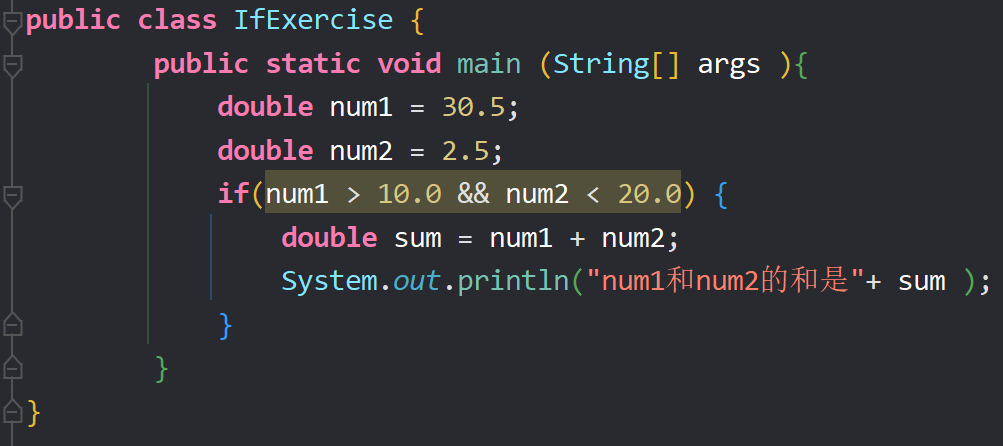 public class IfExercise {
public static void main (String[] args ){
double num1 = 30.5;
double num2 = 2.5;
if(num1 > 10.0 && num2 < 20.0) {
double sum = num1 + num2;
System.out.println("num1和num2的和是"+ sum );
}
}
}